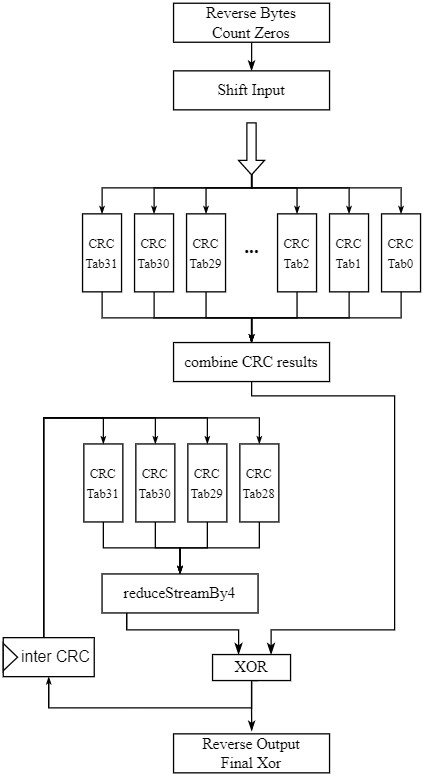 Reverse Bytes
Count Zeros
Shift Input
CRC
Tab31
CRC
Tab30
CRC
Tab29
...
CRC
Tab2
CRC
Tab1
CRC
Tab0
combine CRC results
CRC
Tab31
CRC
Tab30
CRC
Tab29
CRC
Tab28
reduceStreamBy4
inter CRC
XOR
Reverse Output
Final Xor